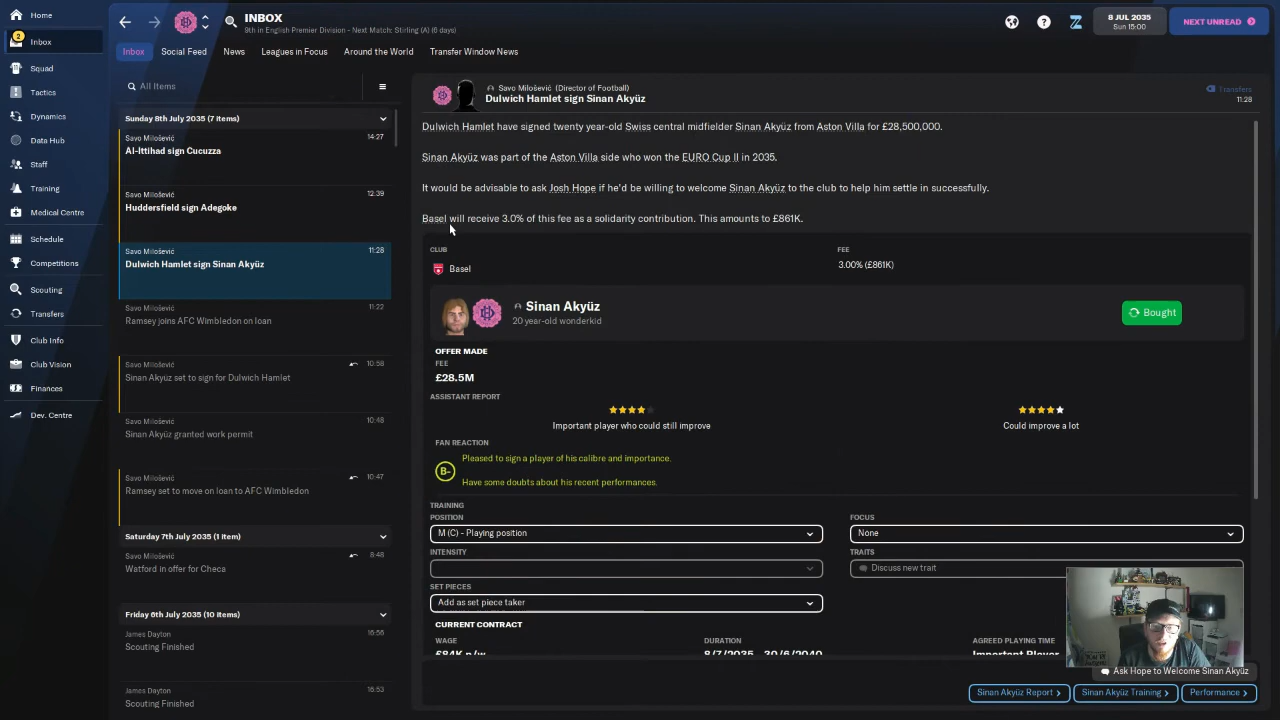 Home
2
Inbox
Squad
Tactics
Dynamics
Data Hub
Staff
Training
Medical Centre
Schedule
Competitions
Scouting
Transfers
Club Info
Club Vision
Finances
Dev. Centre
INBOX
9th in English Premier Division - Next Match: Stirling (A) (6 days)
8 JUL 2035
Sun 15:00
NEXT UNREAD
Inbox
Social Feed
News
Leagues in Focus
Around the World
Transfer Window News
All Items
Sunday 8th July 2035 (7 Items)
Savo Milošević 14:27
Al-Ittihad sign Cucuzza
Savo Milošević 12:39
Huddersfield sign Adegoke
Savo Milošević 11:28
Dulwich Hamlet sign Sinan Akyüz
Savo Milošević 11:22
Ramsey joins AFC Wimbledon on loan
Savo Milošević 10:58
Sinan Akyüz set to sign for Dulwich Hamlet
Savo Milošević 10:48
Sinan Akyüz granted work permit
Savo Milošević 10:47
Ramsey set to move on loan to AFC Wimbledon
Saturday 7th July 2035 (1 Item)
Savo Milošević 8:48
Watford in offer for Checa
Friday 6th July 2035 (10 Items)
James Dayton 16:56
Scouting Finished
James Dayton 16:53
Scouting Finished
Savo Milošević (Director of Football)
Dulwich Hamlet sign Sinan Akyüz
Transfers
11:28
Dulwich Hamlet have signed twenty year-old Swiss central midfielder Sinan Akyüz from Aston Villa for £28,500,000.
Sinan Akyüz was part of the Aston Villa side who won the EURO Cup II in 2035.
It would be advisable to ask Josh Hope if he'd be willing to welcome Sinan Akyüz to the club to help him settle in successfully.
Basel will receive 3.0% of this fee as a solidarity contribution. This amounts to £861K.
CLUB
Basel
FEE
3.00% (£861K)
Sinan Akyüz
20 year-old wonderkid
Bought
OFFER MADE
FEE
£28.5M
ASSISTANT REPORT
Important player who could still improve
Could improve a lot
FAN REACTION
B-
Pleased to sign a player of his calibre and importance.
Have some doubts about his recent performances.
TRAINING
POSITION
M (C) - Playing position
FOCUS
None
INTENSITY
TRAITS
Discuss new trait
SET PIECES
Add as set piece taker
CURRENT CONTRACT
WAGE
£84K p/w
DURATION
8/7/2035 - 30/6/2040
AGREED PLAYING TIME
Important Player
Ask Hope to Welcome Sinan Akyüz
Sinan Akyüz Report
Sinan Akyüz Training
Performance